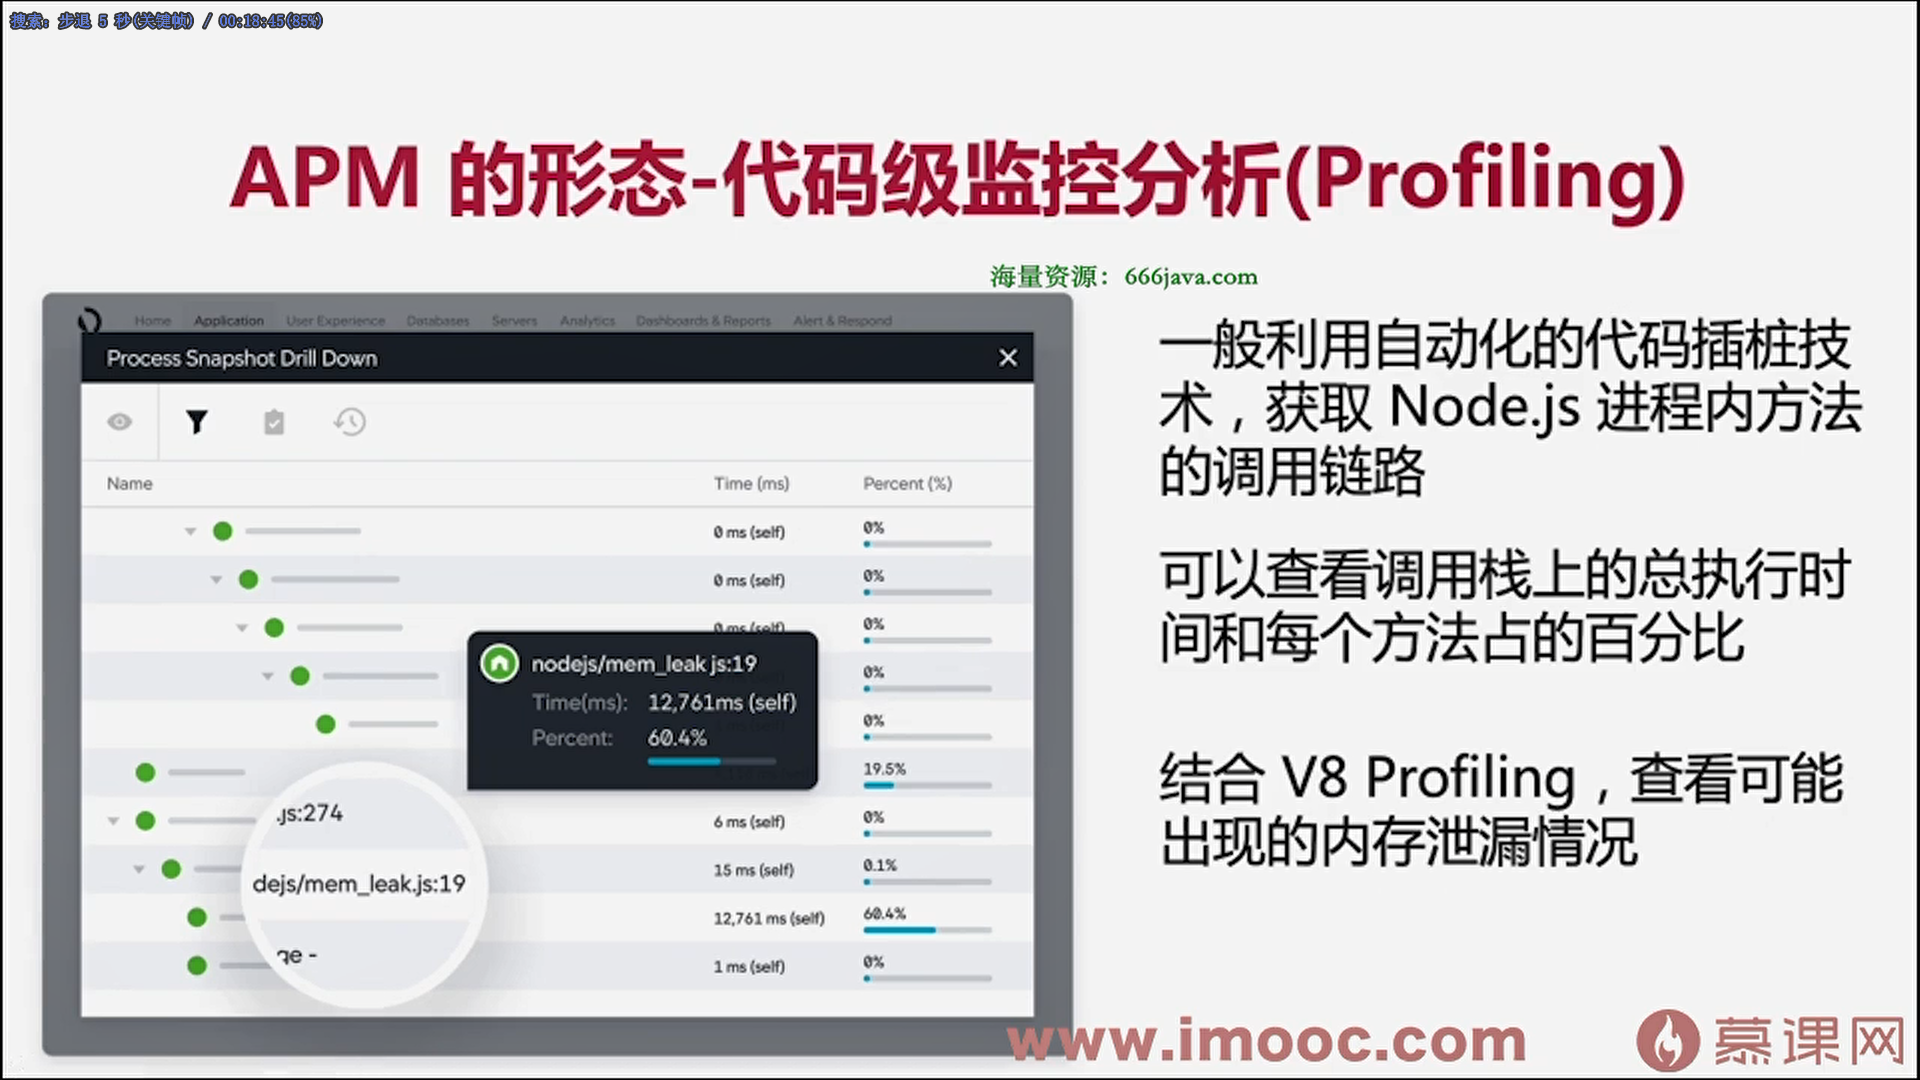 搜索: 步退 5 秒(关键帧) / 00:18:45(85%)
APM 的形态-代码级监控分析(Profiling)
海量资源：666java.com
Home Application User Experience Databases Servers Analytics Dashboards & Reports Alert & Respond
Process Snapshot Drill Down
Name Time (ms) Percent (%)
0 ms (self) 0%
0 ms (self) 0%
0 ms (self) 0%
0%
0%
19.5%
6 ms (self) 0%
15 ms (self) 0.1%
12,761 ms (self) 60.4%
1 ms (self) 0%
nodejs/mem_leak js:19
Time(ms): 12,761ms (self)
Percent: 60.4%
.js:274
dejs/mem_leak.js:19
ge -
一般利用自动化的代码插桩技
术，获取 Node.js 进程内方法
的调用链路
可以查看调用栈上的总执行时
间和每个方法占的百分比
结合 V8 Profiling，查看可能
出现的内存泄漏情况
www.imooc.com
慕课网